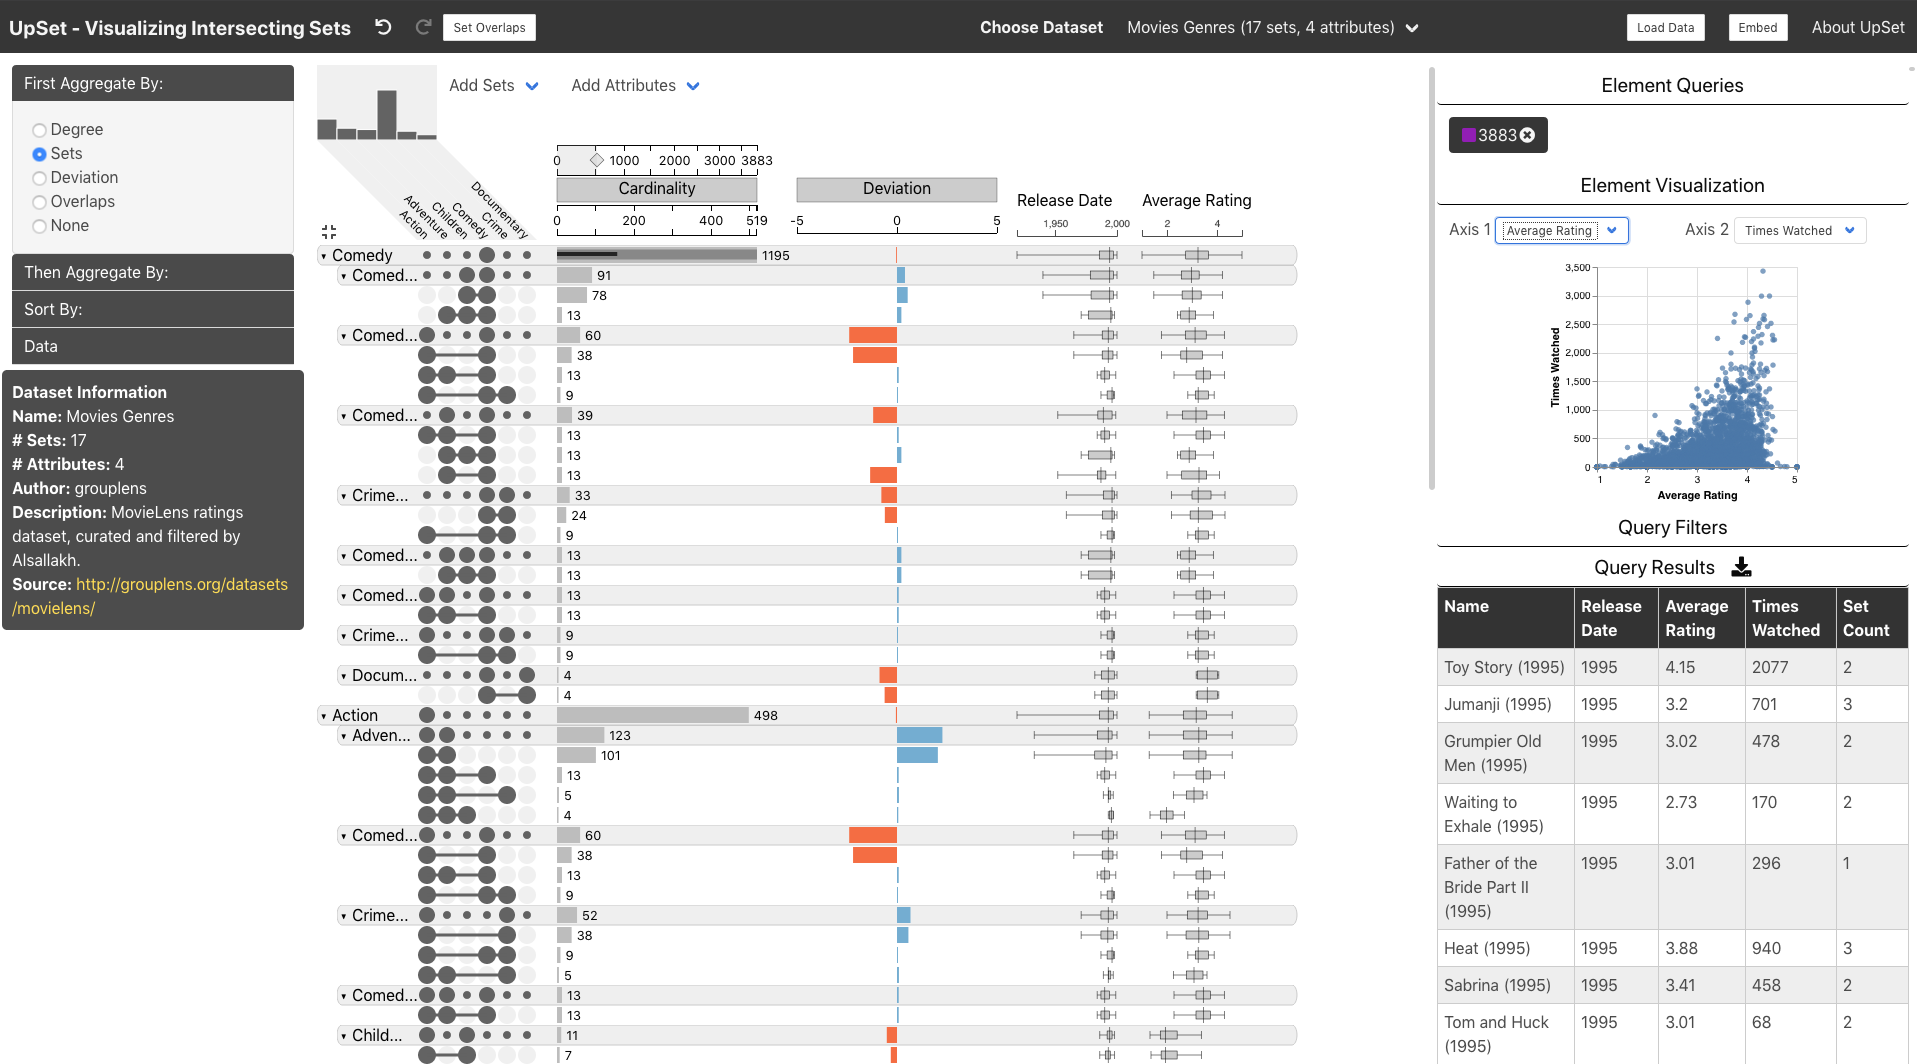 UpSet - Visualizing Intersecting Sets
Set Overlaps
Choose Dataset
Movies Genres (17 sets, 4 attributes)
Load Data
Embed
About UpSet
First Aggregate By:
Degree
Sets
Deviation
Overlaps
None
Then Aggregate By:
Sort By:
Data
Dataset Information
Name: Movies Genres
# Sets: 17
# Attributes: 4
Author: grouplens
Description: MovieLens ratings
dataset, curated and filtered by
Alsallakh.
Source: http://grouplens.org/datasets
/movielens/
Add Sets
Add Attributes
Action
Adventure
Children
Comedy
Crime
Documentary
0 1000 2000 3000 3883
Cardinality
0 200 400 519
Deviation
-5 0 5
Release Date
1,950 2,000
Average Rating
2 4
Comedy 1195
Comed... 91
78
13
Comed... 60
38
13
9
Comed... 39
13
13
13
Crime... 33
24
9
Comed... 13
13
Comed... 13
13
Crime... 9
9
Docum... 4
4
Action 498
Adven... 123
101
13
5
4
Comed... 60
38
13
9
Crime... 52
38
9
5
Comed... 13
13
Child... 11
7
Element Queries
3883
Element Visualization
Axis 1 Average Rating
Axis 2 Times Watched
3,500
3,000
2,500
2,000
1,500
1,000
500
0
Times Watched
1 2 3 4 5
Average Rating
Query Filters
Query Results
Name Release Date Average Rating Times Watched Set Count
Toy Story (1995) 1995 4.15 2077 2
Jumanji (1995) 1995 3.2 701 3
Grumpier Old Men (1995) 1995 3.02 478 2
Waiting to Exhale (1995) 1995 2.73 170 2
Father of the Bride Part II (1995) 1995 3.01 296 1
Heat (1995) 1995 3.88 940 3
Sabrina (1995) 1995 3.41 458 2
Tom and Huck (1995) 1995 3.01 68 2